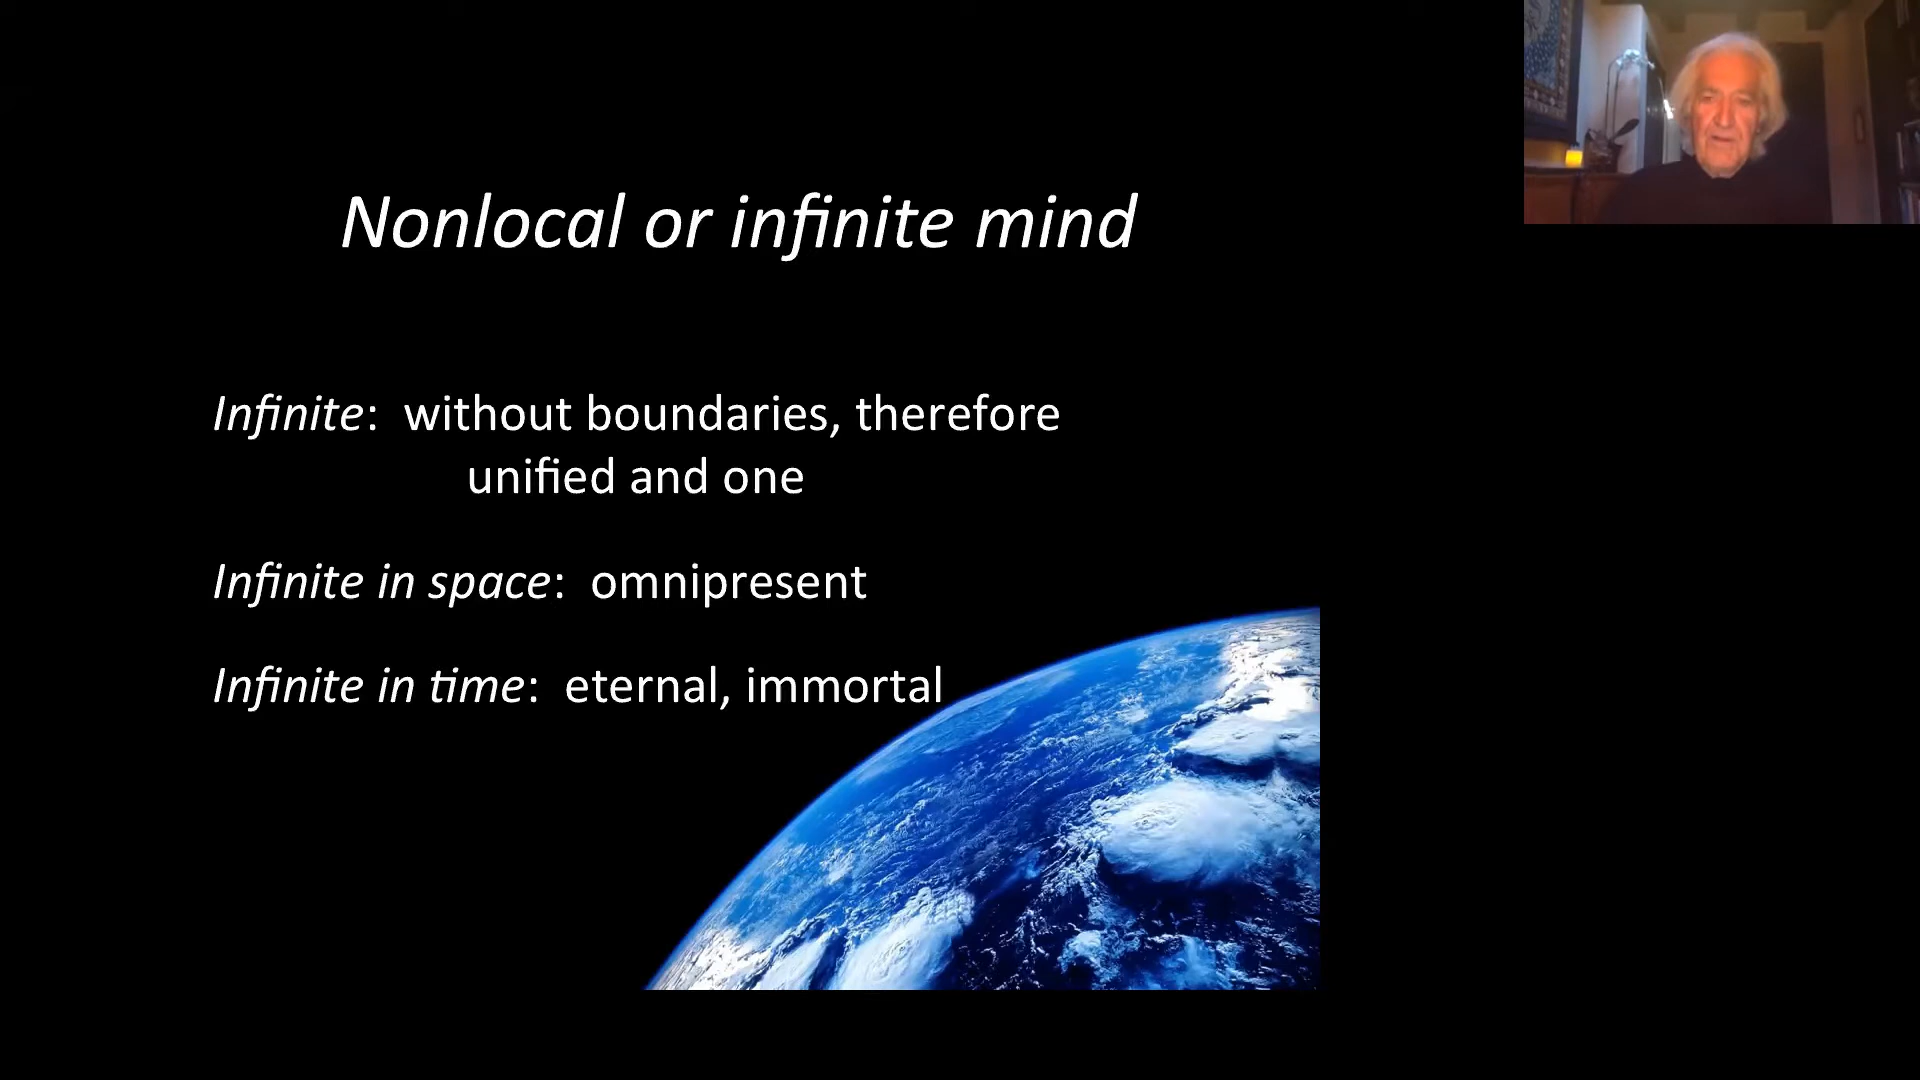 Nonlocal or infinite mind
Infinite: without boundaries, therefore
unified and one
Infinite in space: omnipresent
Infinite in time: eternal, immortal